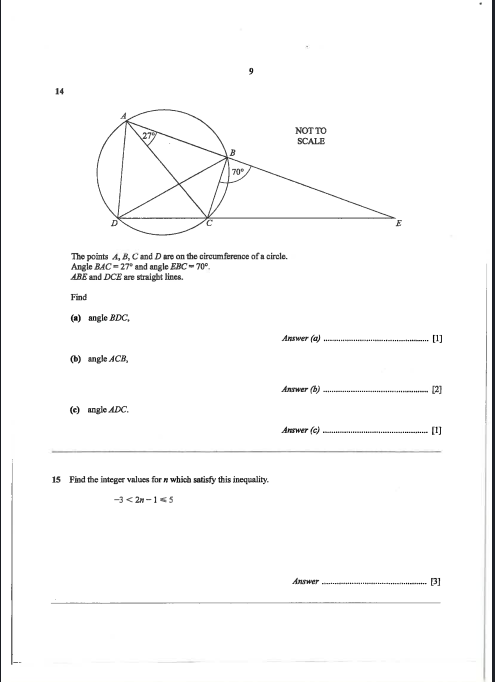 9
14
A
27°
NOT TO
SCALE
B
70°
D
C
E
The points A, B, C and D are on the circumference of a circle.
Angle BAC = 27° and angle EBC = 70°.
ABE and DCE are straight lines.
Find
(a) angle BDC,
Answer (a) ................................................ [1]
(b) angle ACB,
Answer (b) ................................................ [2]
(c) angle ADC.
Answer (c) ................................................ [1]
15 Find the integer values for n which satisfy this inequality.
−3 < 2n − 1 ⩽ 5
Answer ................................................ [3]